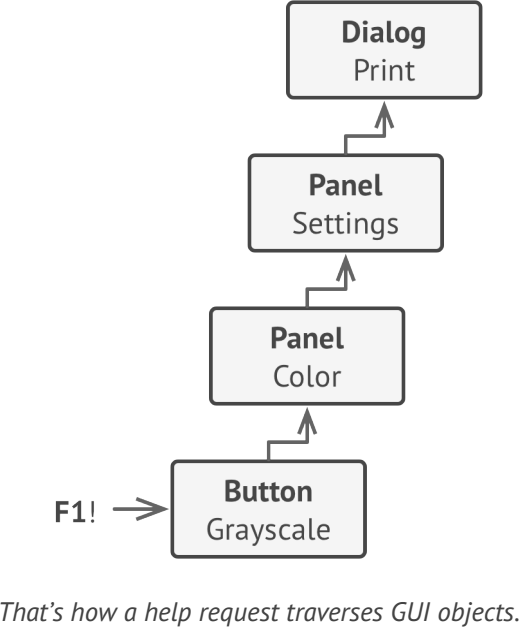 Dialog
Print
Panel
Settings
Panel
Color
Button
Grayscale
F1!
That's how a help request traverses GUI objects.